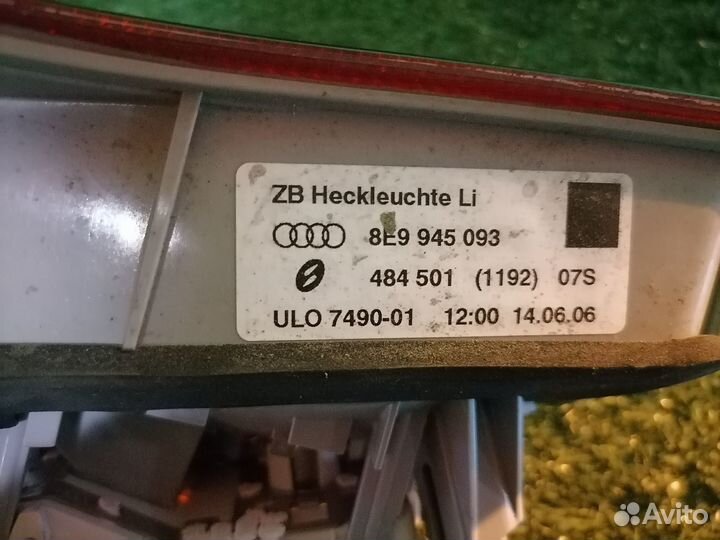 ZB Heckleuchte Li
8E9 945 093
484 501 (1192) 07S
ULO 7490-01 12:00 14.06.06
Avito